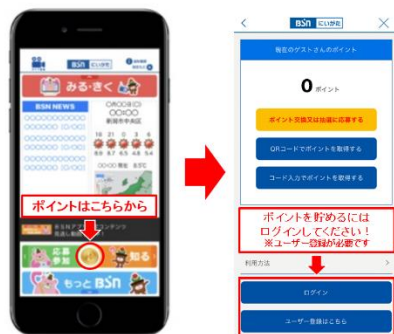 BSN にいがた
みる・きく
BSN NEWS
新潟市中央区
19 21 0 3 6
ポイントはこちらから
応募
参加
知る
もっと BSN
BSN にいがた
現在のゲストさんのポイント
0 ポイント
ポイント交換又は抽選に応募する
QRコードでポイントを取得する
コード入力でポイントを取得する
ポイントを貯めるには
ログインしてください！
※ユーザー登録が必要です
利用方法
ログイン
ユーザー登録はこちら